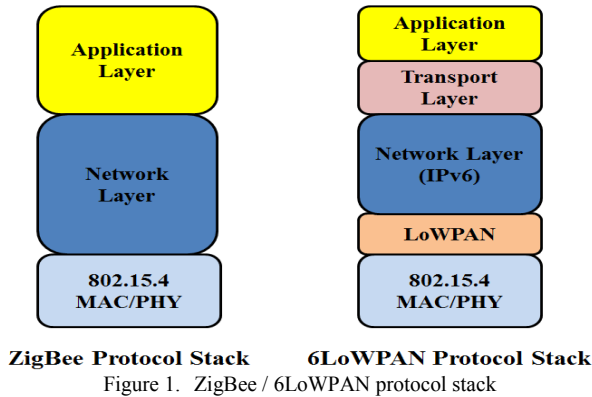 Application
Layer
Network
Layer
802.15.4
MAC/PHY
ZigBee Protocol Stack
Application
Layer
Transport
Layer
Network Layer
(IPv6)
LoWPAN
802.15.4
MAC/PHY
6LoWPAN Protocol Stack
Figure 1. ZigBee / 6LoWPAN protocol stack